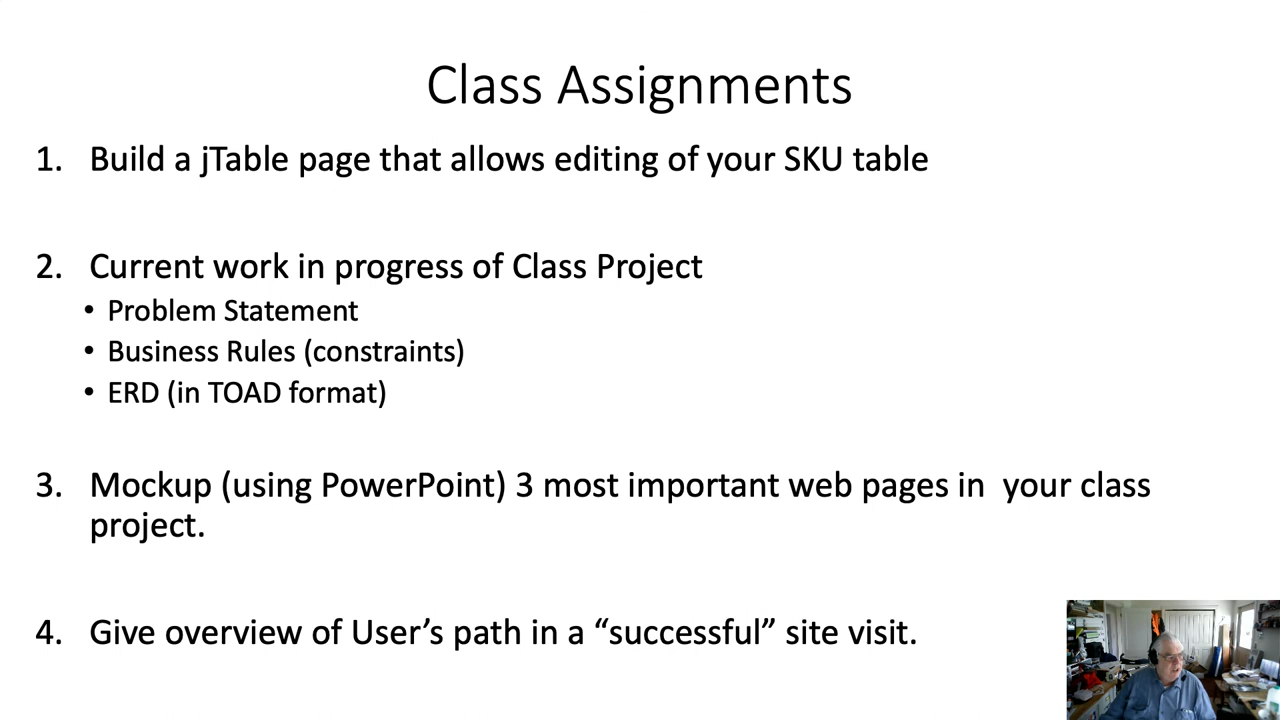 Class Assignments
1. Build a jTable page that allows editing of your SKU table
2. Current work in progress of Class Project
• Problem Statement
• Business Rules (constraints)
• ERD (in TOAD format)
3. Mockup (using PowerPoint) 3 most important web pages in your class
project.
4. Give overview of User’s path in a “successful” site visit.